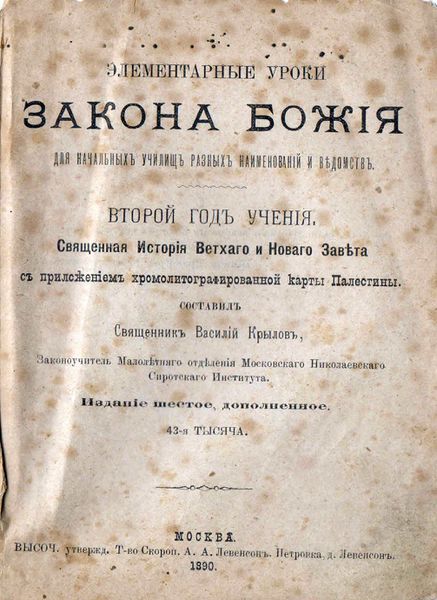 ЭЛЕМЕНТАРНЫЕ УРОКИ
ЗАКОНА БОЖІЯ
ДЛЯ НАЧАЛЬНЫХЪ УЧИЛИЩЪ РАЗНЫХЪ НАИМЕНОВАНІЙ И ВѢДОМСТВЪ.
ВТОРОЙ ГОДЪ УЧЕНІЯ.
Священная Исторія Ветхаго и Новаго Завѣта
съ приложеніемъ хромолитографированной карты Палестины.
СОСТАВИЛЪ
Священникъ Василій Крыловъ,
Законоучитель Малолѣтняго отдѣленія Московскаго Николаевскаго
Сиротскаго Института.
Изданіе шестое, дополненное.
43-я ТЫСЯЧА.
МОСКВА.
ВЫСОЧ. утвержд. Т-во Скороп. А. А. Левенсонъ. Петровка, д. Левенсонъ.
1890.